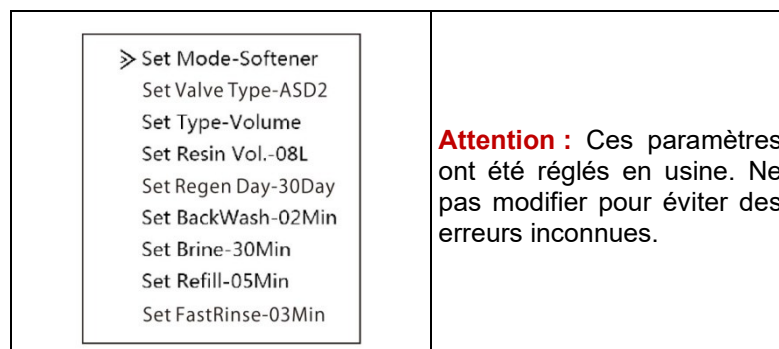 ⪢ Set Mode-Softener
Set Valve Type-ASD2
Set Type-Volume
Set Resin Vol.-08L
Set Regen Day-30Day
Set BackWash-02Min
Set Brine-30Min
Set Refill-05Min
Set FastRinse-03Min
Attention : Ces paramètres
ont été réglés en usine. Ne
pas modifier pour éviter des
erreurs inconnues.